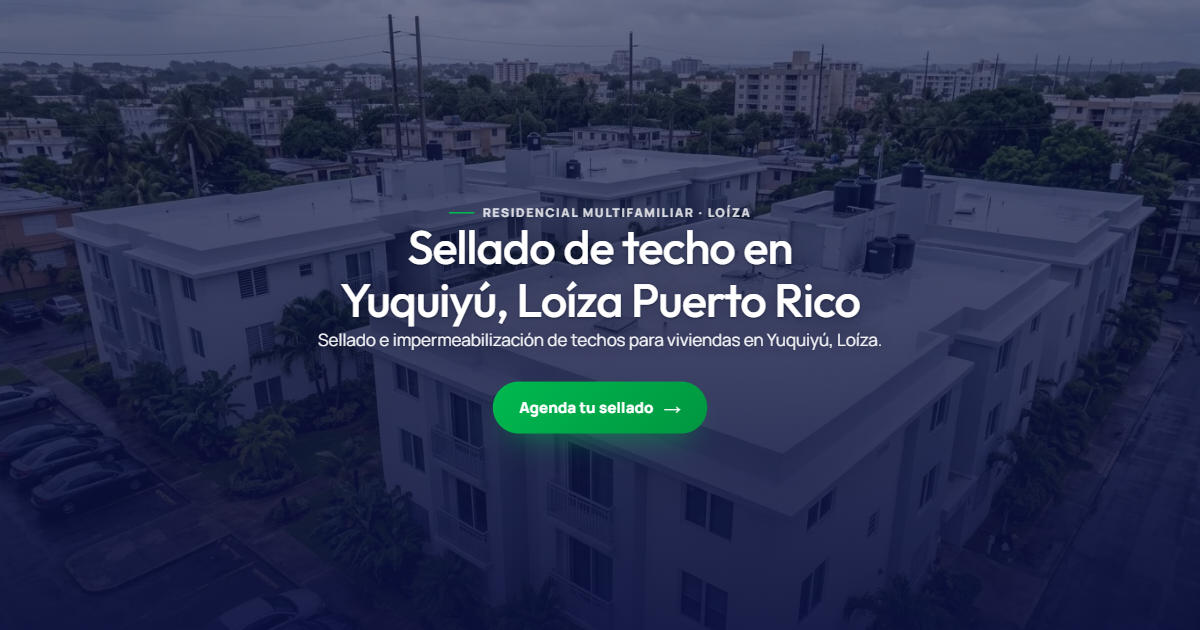 RESIDENCIAL MULTIFAMILIAR · LOÍZA
Sellado de techo en
Yuquiyú, Loíza Puerto Rico
Sellado e impermeabilización de techos para viviendas en Yuquiyú, Loíza.
Agenda tu sellado →